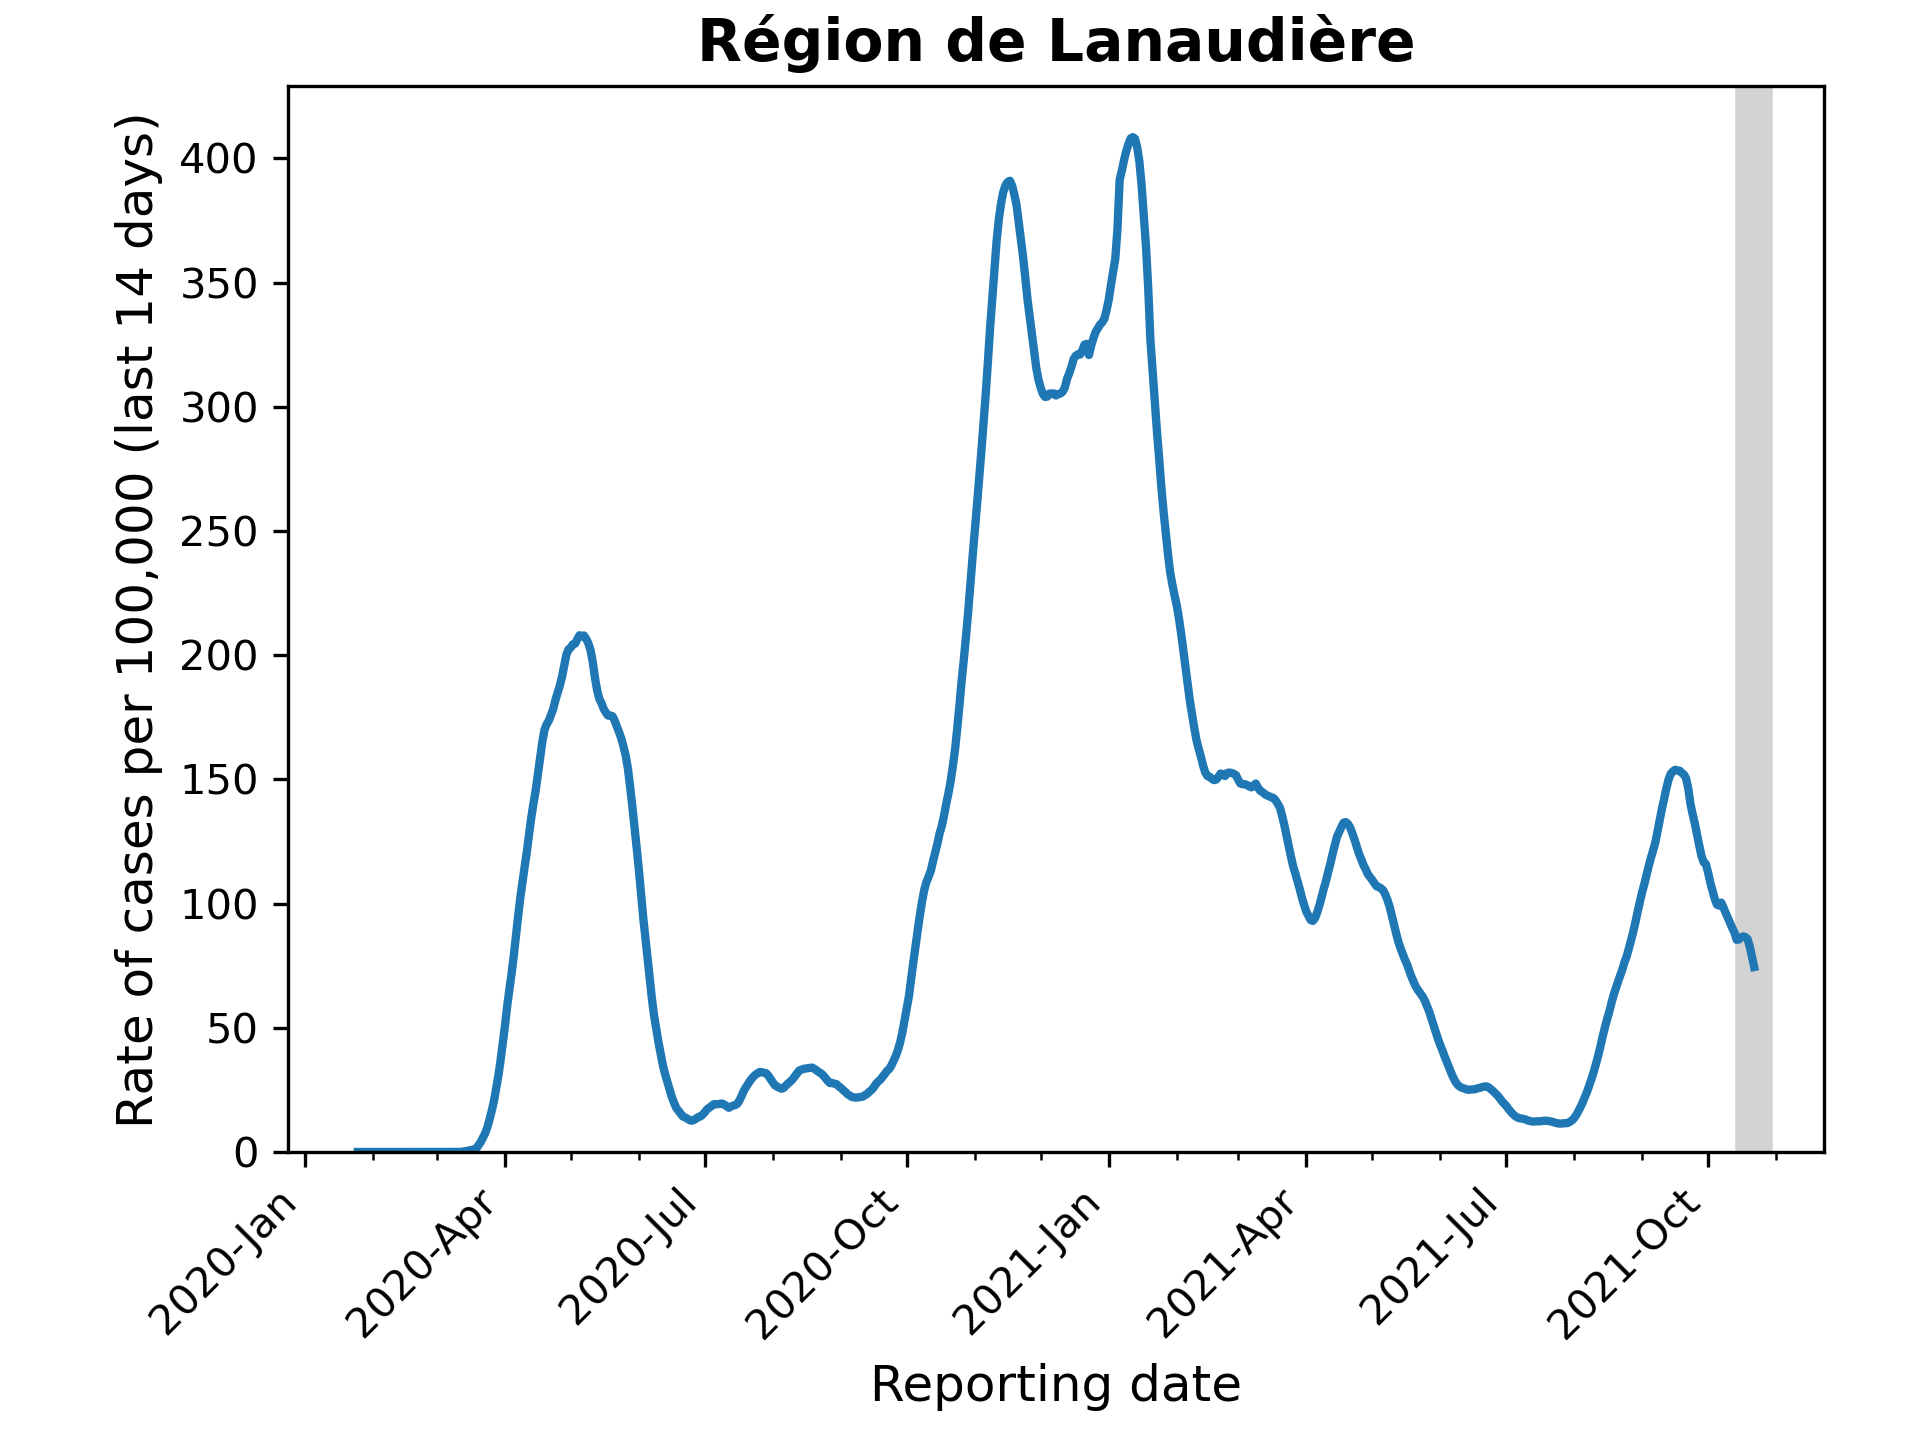 Région de Lanaudière
Rate of cases per 100,000 (last 14 days)
400
350
300
250
200
150
100
50
0
2020-Jan
2020-Apr
2020-Jul
2020-Oct
2021-Jan
2021-Apr
2021-Jul
2021-Oct
Reporting date